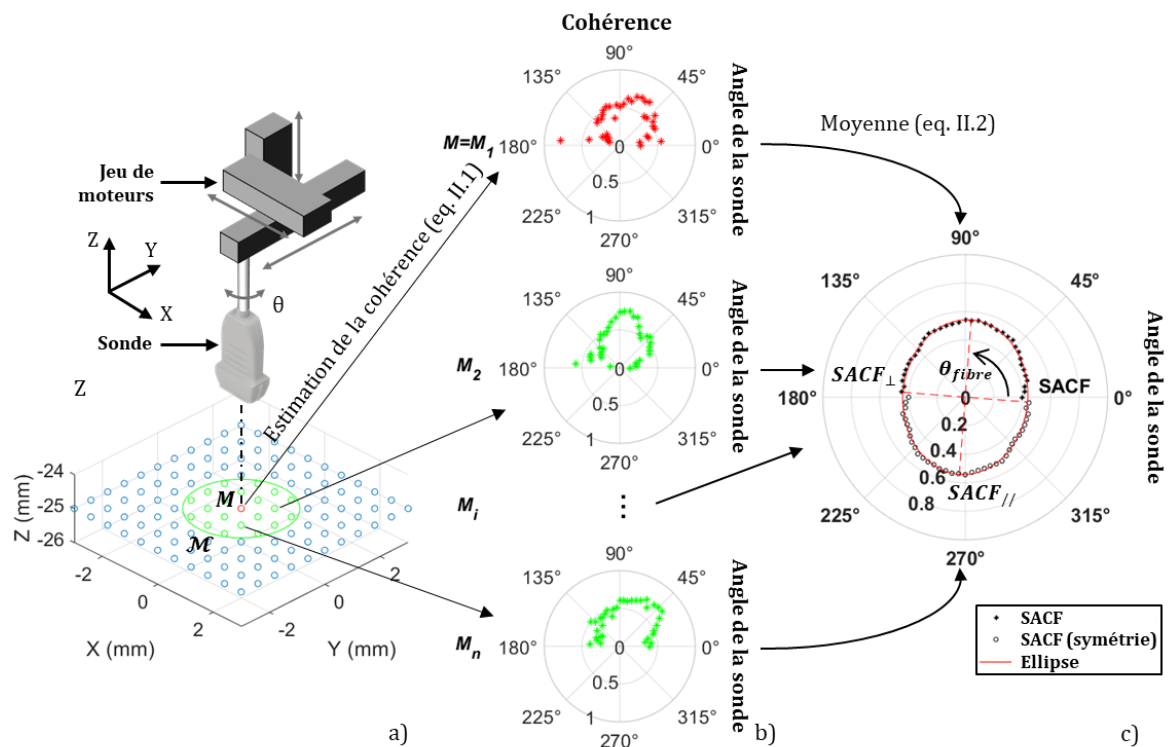 Cohérence
Jeu de
moteurs
Z
Y
X
θ
Sonde
Z
Estimation de la cohérence (eq. II.1)
-24
-25
-26
Z (mm)
M
ℳ
-2
0
2
X (mm)
-2
0
2
Y (mm)
a)
M=M1
90°
135°
45°
180°
0
0°
0.5
225°
1
315°
270°
Angle de la sonde
M2
90°
135°
45°
180°
0
0°
0.5
225°
1
315°
270°
Angle de la sonde
Mi
⋮
Mn
90°
135°
45°
180°
0
0°
0.5
225°
1
315°
270°
Angle de la sonde
b)
Moyenne (eq. II.2)
90°
135°
45°
SACF⊥
θfibre
SACF
180°
0
0°
0.2
0.4
0.6
0.8
SACF//
225°
315°
270°
Angle de la sonde
SACF
SACF (symétrie)
Ellipse
c)